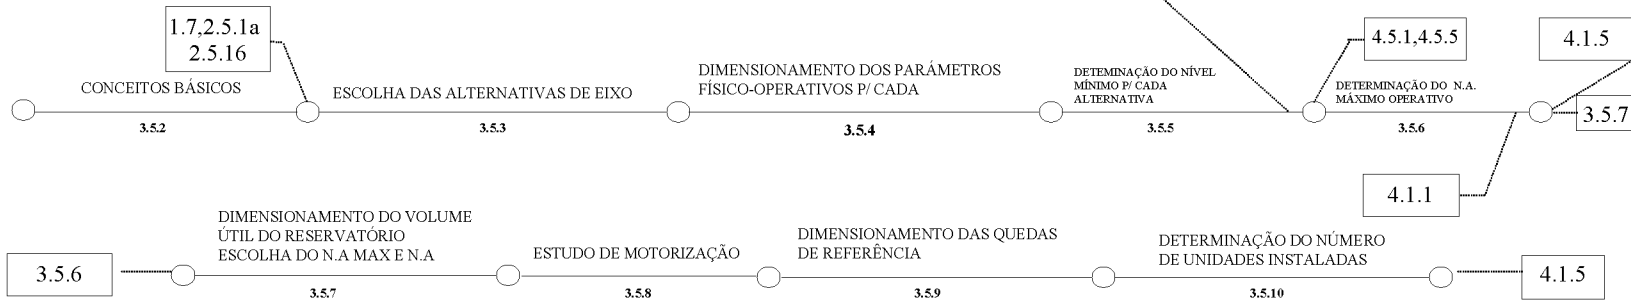 1.7,2.5.1a
2.5.16
4.5.1,4.5.5
4.1.5
CONCEITOS BÁSICOS
ESCOLHA DAS ALTERNATIVAS DE EIXO
DIMENSIONAMENTO DOS PARÁMETROS
FÍSICO-OPERATIVOS P/ CADA
DETEMINAÇÃO DO NÍVEL
MÍNIMO P/ CADA
ALTERNATIVA
DETERMINAÇÃO DO N.A.
MÁXIMO OPERATIVO
3.5.7
3.5.2
3.5.3
3.5.4
3.5.5
3.5.6
4.1.1
3.5.6
DIMENSIONAMENTO DO VOLUME
ÚTIL DO RESERVATÓRIO
ESCOLHA DO N.A MAX E N.A
ESTUDO DE MOTORIZAÇÃO
DIMENSIONAMENTO DAS QUEDAS
DE REFERÊNCIA
DETERMINAÇÃO DO NÚMERO
DE UNIDADES INSTALADAS
4.1.5
3.5.7
3.5.8
3.5.9
3.5.10